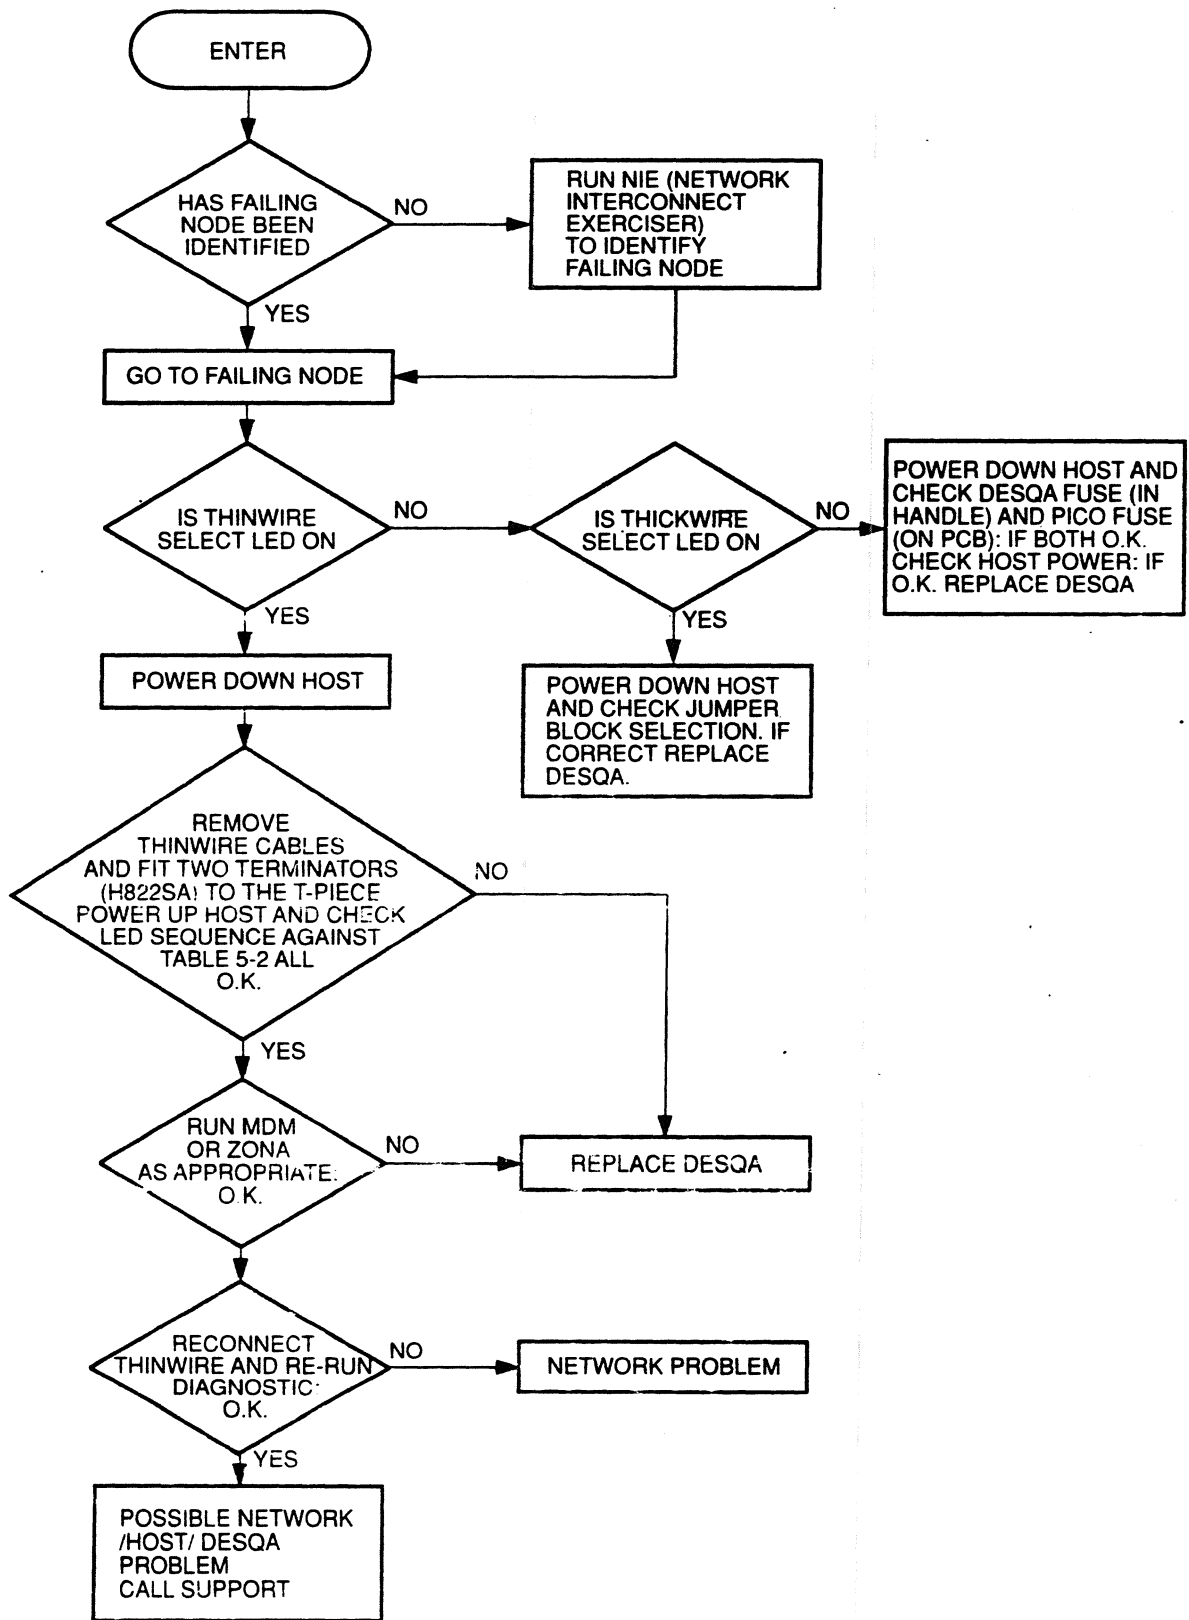 ENTER
HAS FAILING
NODE BEEN
IDENTIFIED
NO
RUN NIE (NETWORK
INTERCONNECT
EXERCISER)
TO IDENTIFY
FAILING NODE
YES
GO TO FAILING NODE
IS THINWIRE
SELECT LED ON
NO
IS THICKWIRE
SELECT LED ON
NO
POWER DOWN HOST AND
CHECK DESQA FUSE (IN
HANDLE) AND PICO FUSE
(ON PCB): IF BOTH O.K.
CHECK HOST POWER: IF
O.K. REPLACE DESQA
YES
YES
POWER DOWN HOST
POWER DOWN HOST
AND CHECK JUMPER
BLOCK SELECTION. IF
CORRECT REPLACE
DESQA.
REMOVE
THINWIRE CABLES
AND FIT TWO TERMINATORS
(H822SA) TO THE T-PIECE
POWER UP HOST AND CHECK
LED SEQUENCE AGAINST
TABLE 5-2 ALL
O.K.
NO
YES
RUN MDM
OR ZONA
AS APPROPRIATE:
O.K.
NO
REPLACE DESQA
RECONNECT
THINWIRE AND RE-RUN
DIAGNOSTIC:
O.K.
NO
NETWORK PROBLEM
YES
POSSIBLE NETWORK
/HOST/ DESQA
PROBLEM
CALL SUPPORT